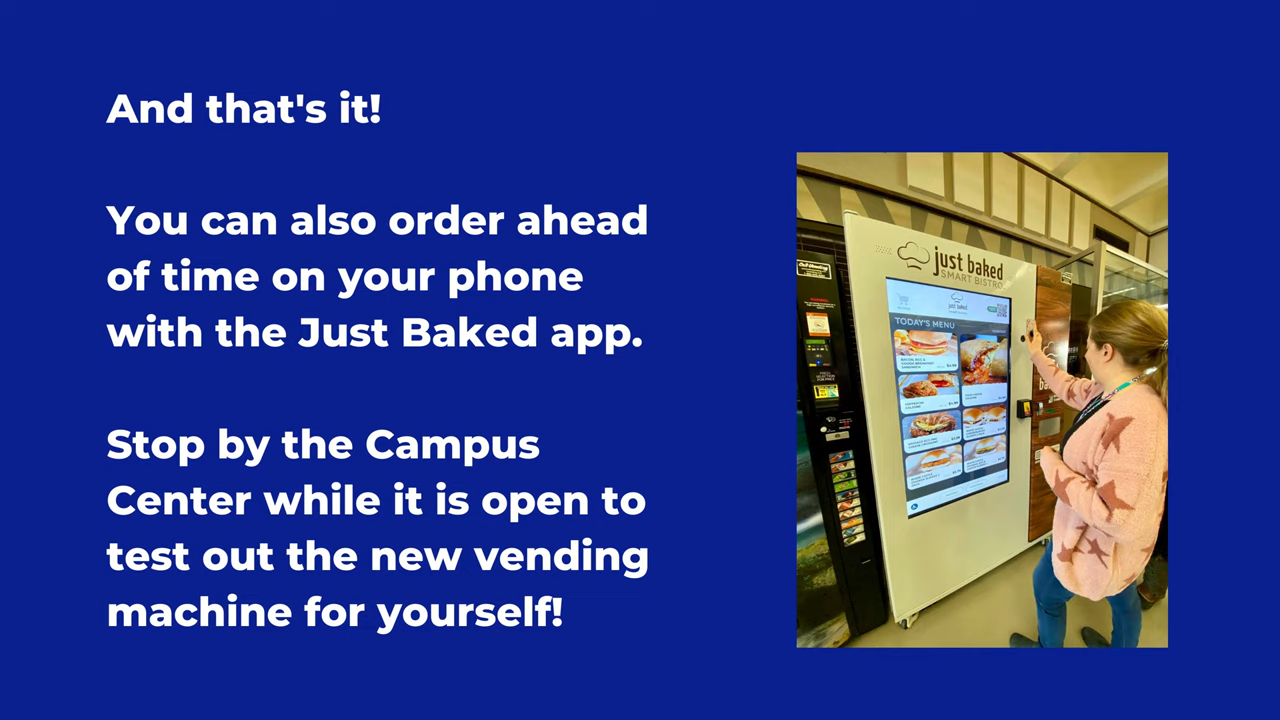 And that's it!
You can also order ahead
of time on your phone
with the Just Baked app.
Stop by the Campus
Center while it is open to
test out the new vending
machine for yourself!
just baked
SMART BISTRO
just baked
TODAY'S MENU